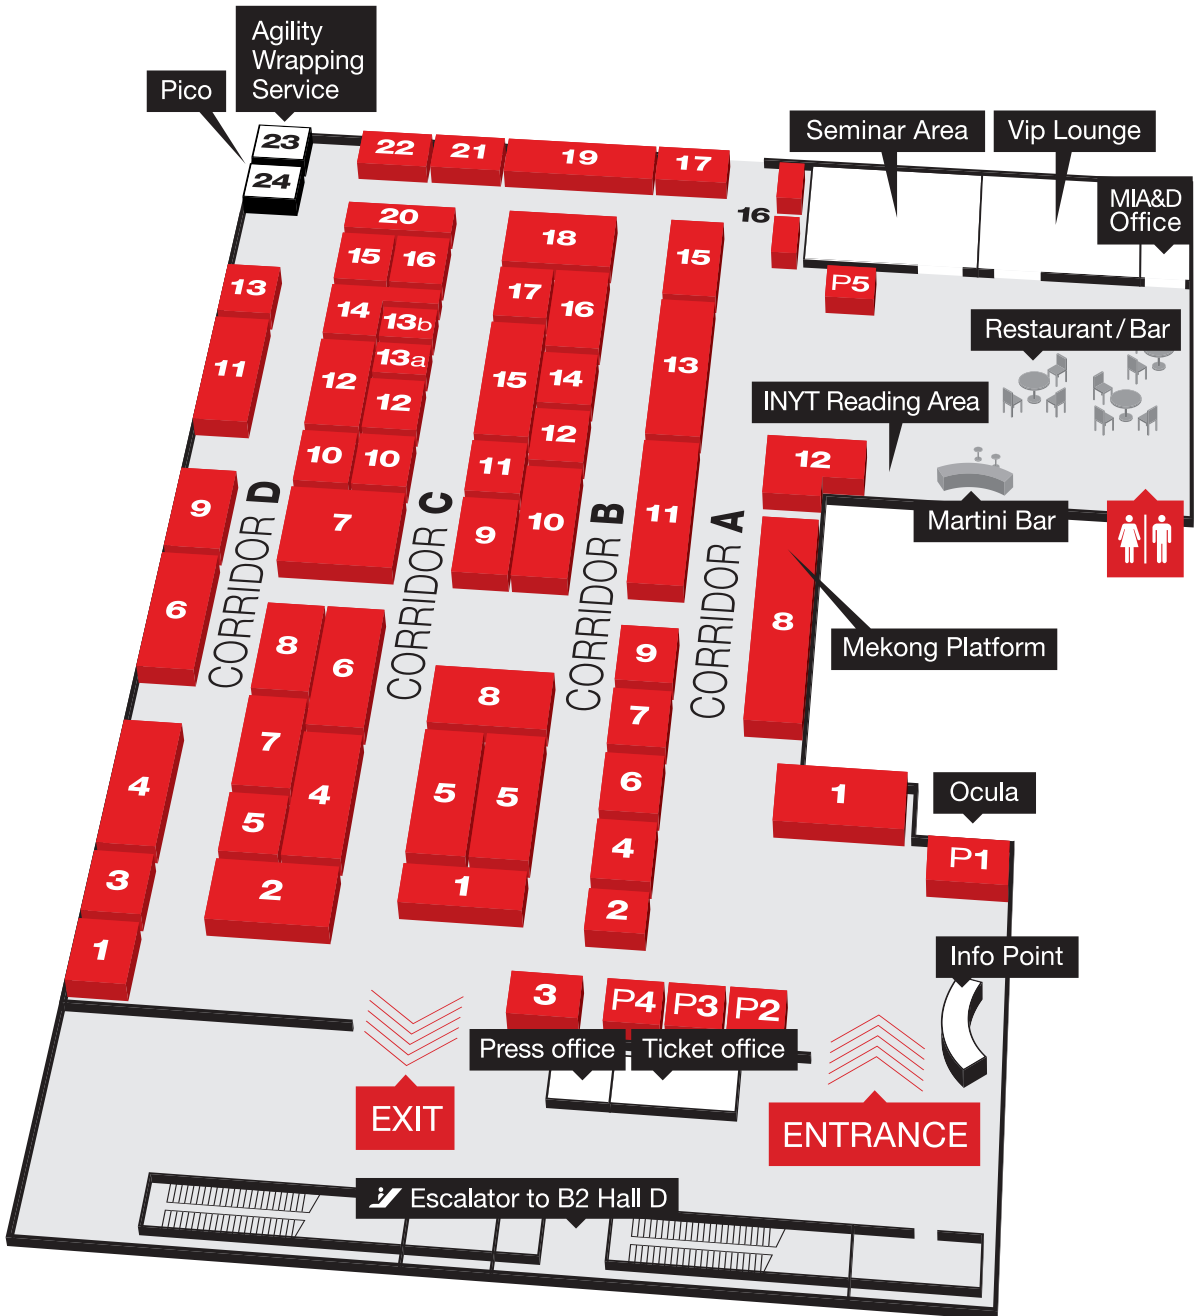 Agility
Wrapping
Service
Pico
23
24
22
21
19
17
Seminar Area
Vip Lounge
MIA&D
Office
16
20
15
16
18
15
13
17
16
14
13b
P5
Restaurant / Bar
11
12
13a
12
15
14
13
INYT Reading Area
10
10
11
12
12
9
7
9
10
11
Martini Bar
CORRIDOR D
CORRIDOR C
CORRIDOR B
CORRIDOR A
6
8
6
8
9
8
Mekong Platform
4
7
4
5
5
7
6
1
Ocula
3
5
4
P1
1
2
1
2
Info Point
3
P4
P3
P2
Press office
Ticket office
EXIT
ENTRANCE
Escalator to B2 Hall D